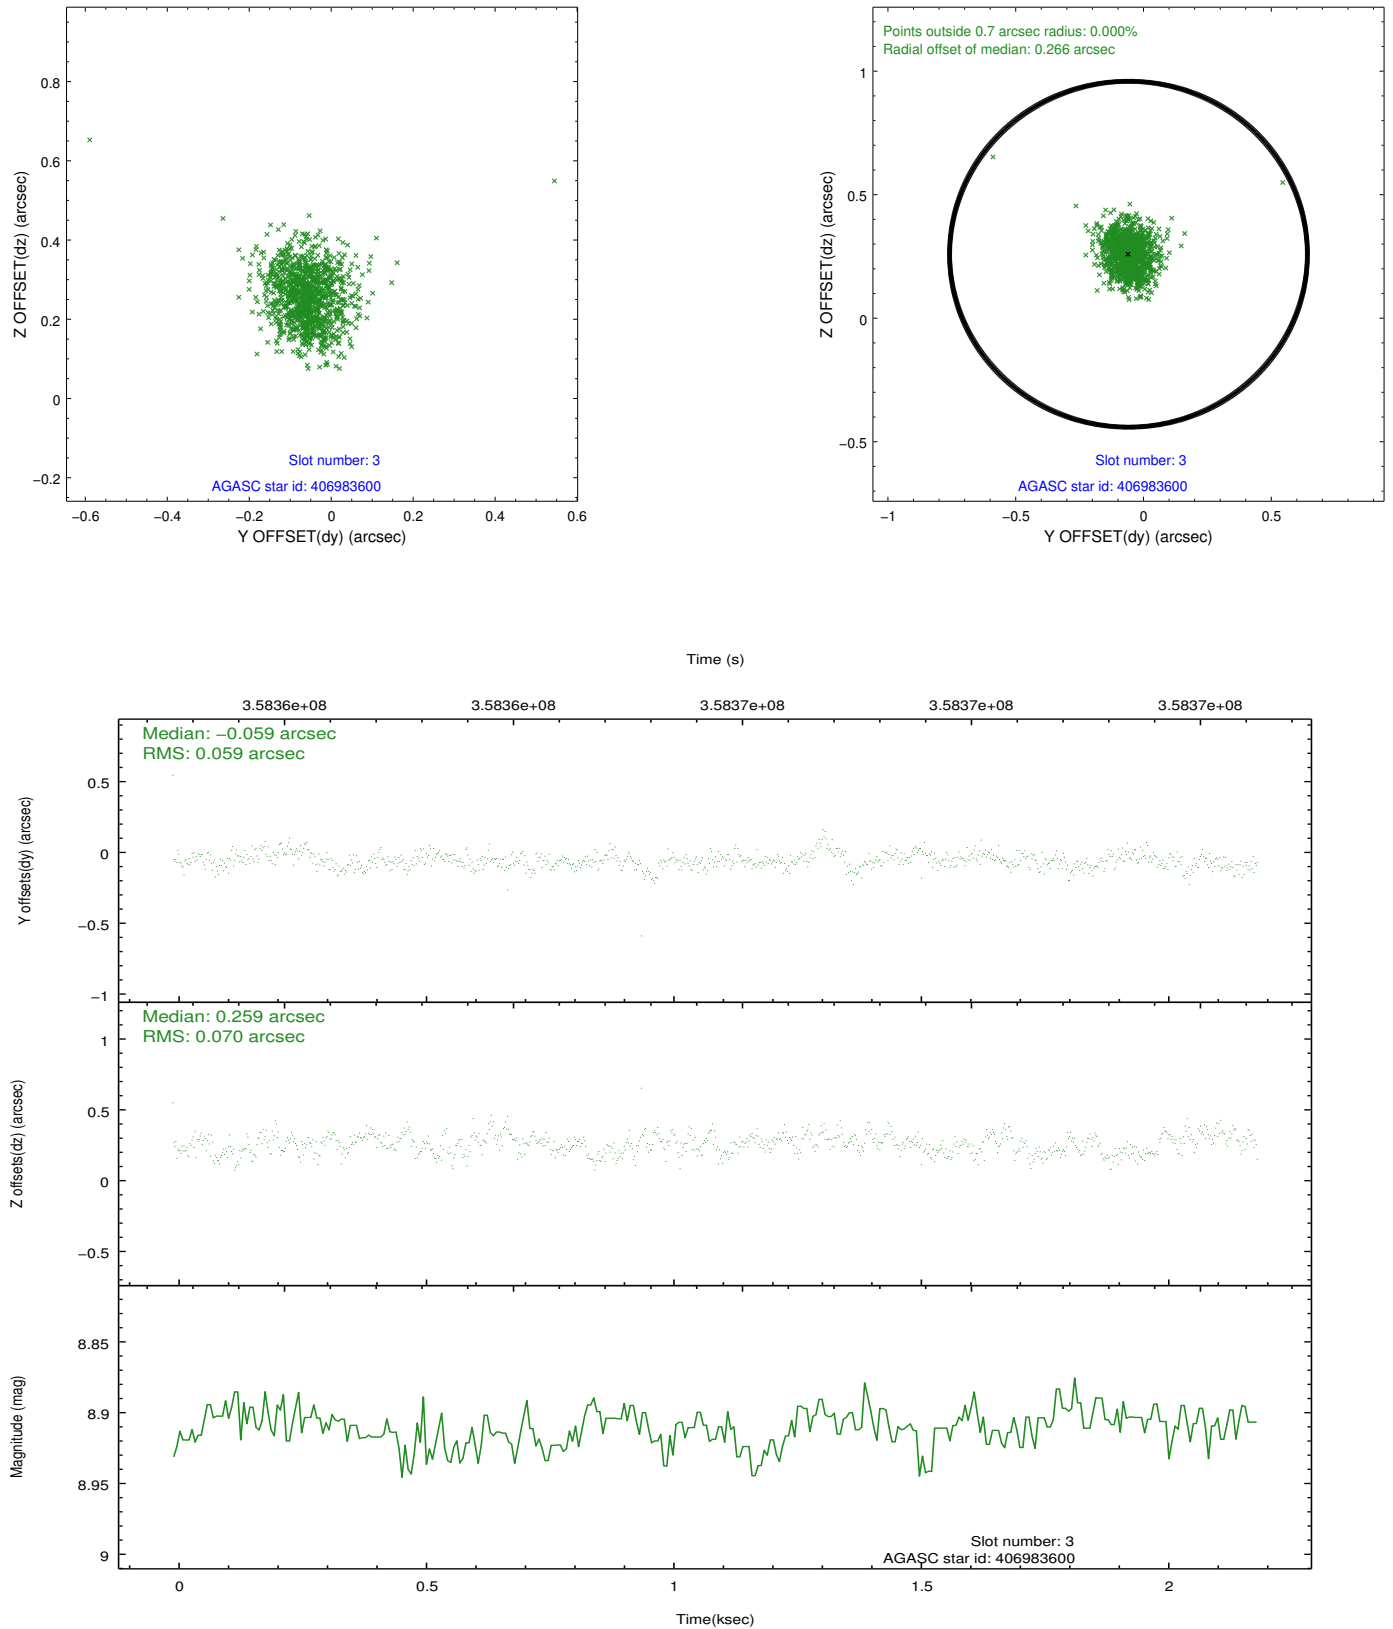 0.8
0.6
0.4
0.2
0
−0.2
−0.6
−0.4
−0.2
0
0.2
0.4
0.6
Z OFFSET(dz) (arcsec)
Y OFFSET(dy) (arcsec)
Slot number: 3
AGASC star id: 406983600
Points outside 0.7 arcsec radius: 0.000%
Radial offset of median: 0.266 arcsec
1
0.5
0
−0.5
−1
−0.5
0
0.5
Z OFFSET(dz) (arcsec)
Y OFFSET(dy) (arcsec)
Slot number: 3
AGASC star id: 406983600
Time (s)
3.5836e+08
3.5836e+08
3.5837e+08
3.5837e+08
3.5837e+08
Median: −0.059 arcsec
RMS: 0.059 arcsec
0.5
0
−0.5
−1
Y offsets(dy) (arcsec)
Median: 0.259 arcsec
RMS: 0.070 arcsec
1
0.5
0
−0.5
Z offsets(dz) (arcsec)
8.85
8.9
8.95
9
Magnitude (mag)
Slot number: 3
AGASC star id: 406983600
0
0.5
1
1.5
2
Time(ksec)